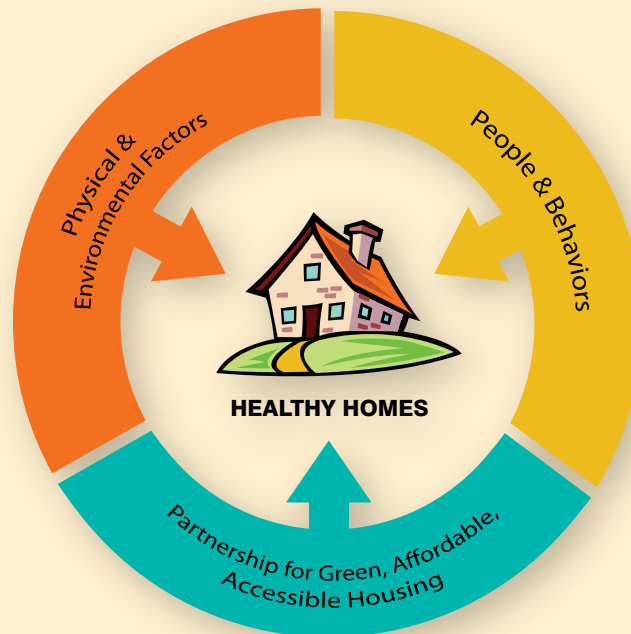 Physical &
Environmental Factors
People & Behaviors
HEALTHY HOMES
Partnership for Green, Affordable,
Accessible Housing